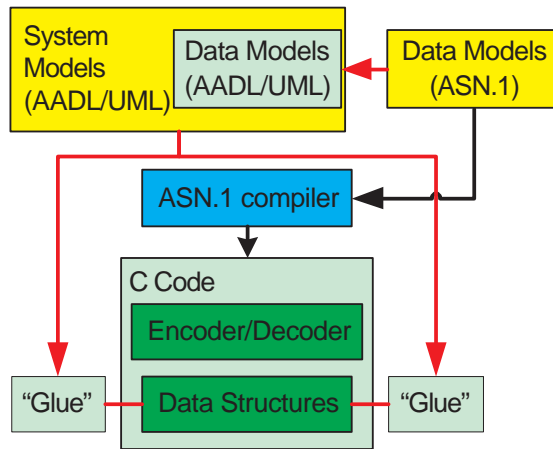 System
Models
(AADL/UML)
Data Models
(AADL/UML)
Data Models
(ASN.1)
ASN.1 compiler
C Code
Encoder/Decoder
“Glue”
Data Structures
“Glue”